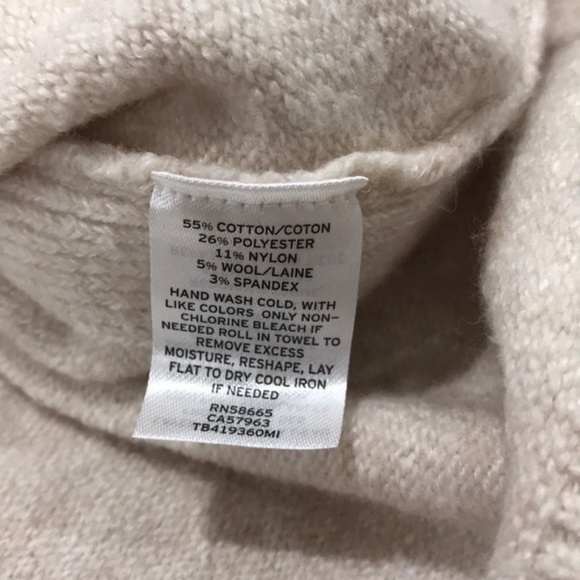 55% COTTON/COTON
26% POLYESTER
11% NYLON
5% WOOL/LAINE
3% SPANDEX
HAND WASH COLD, WITH
LIKE COLORS, ONLY NON-
CHLORINE BLEACH IF
NEEDED ROLL IN TOWEL TO
REMOVE EXCESS
MOISTURE, RESHAPE, LAY
FLAT TO DRY COOL IRON
IF NEEDED
RN58665
CA57963
TB419360MI